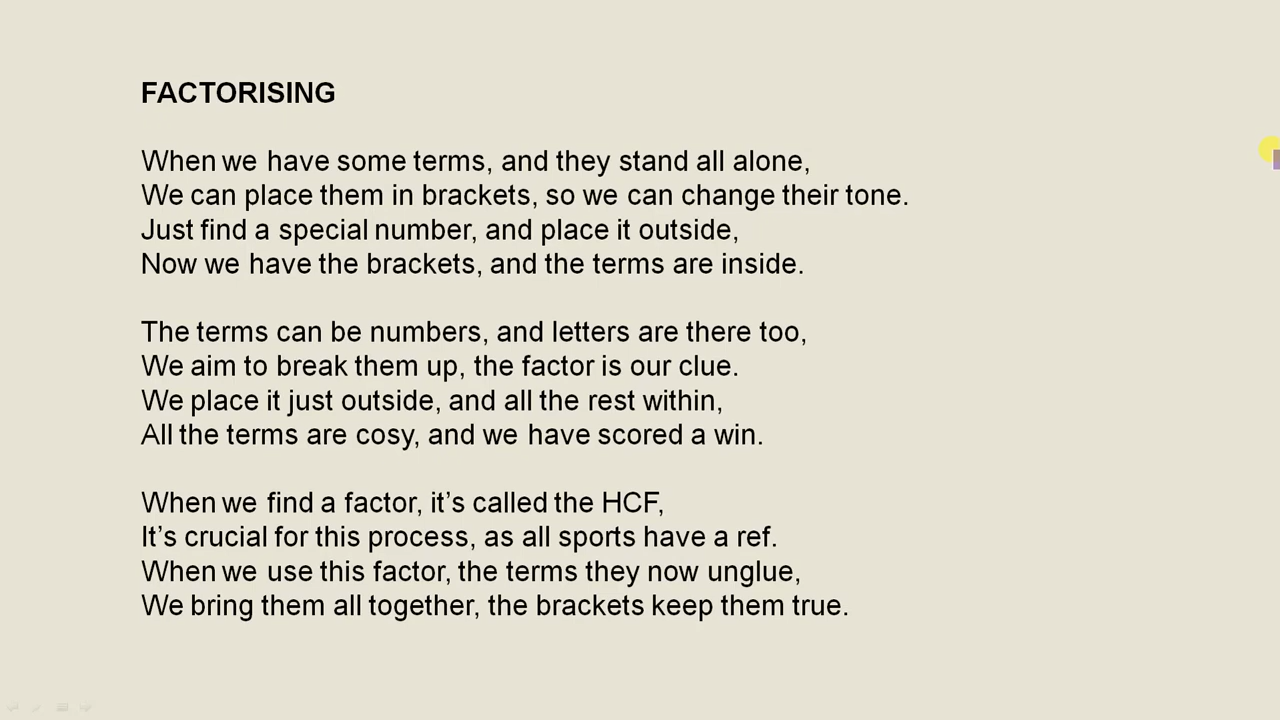 FACTORISING
When we have some terms, and they stand all alone,
We can place them in brackets, so we can change their tone.
Just find a special number, and place it outside,
Now we have the brackets, and the terms are inside.
The terms can be numbers, and letters are there too,
We aim to break them up, the factor is our clue.
We place it just outside, and all the rest within,
All the terms are cosy, and we have scored a win.
When we find a factor, it’s called the HCF,
It’s crucial for this process, as all sports have a ref.
When we use this factor, the terms they now unglue,
We bring them all together, the brackets keep them true.